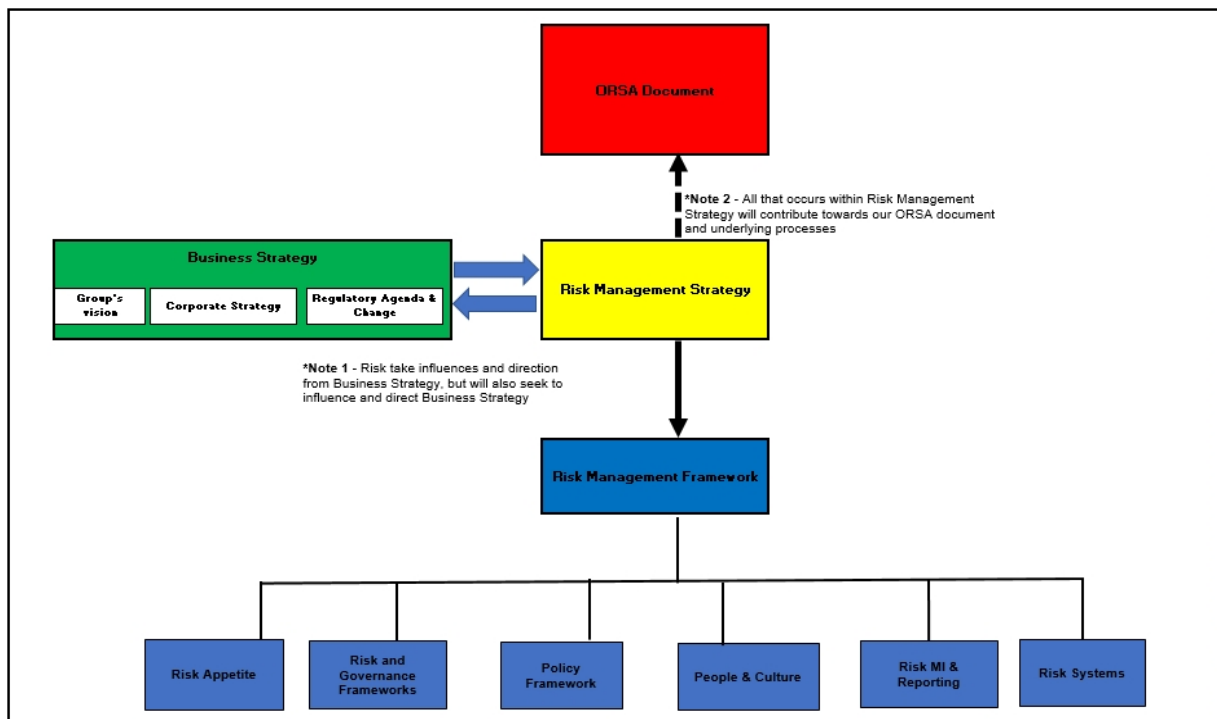 ORSA Document
*Note 2 - All that occurs within Risk Management
Strategy will contribute towards our ORSA document
and underlying processes
Business Strategy
Group's
vision
Corporate Strategy
Regulatory Agenda &
Change
Risk Management Strategy
*Note 1 - Risk take influences and direction
from Business Strategy, but will also seek to
influence and direct Business Strategy
Risk Management Framework
Risk Appetite
Risk and
Governance
Frameworks
Policy
Framework
People & Culture
Risk MI &
Reporting
Risk Systems